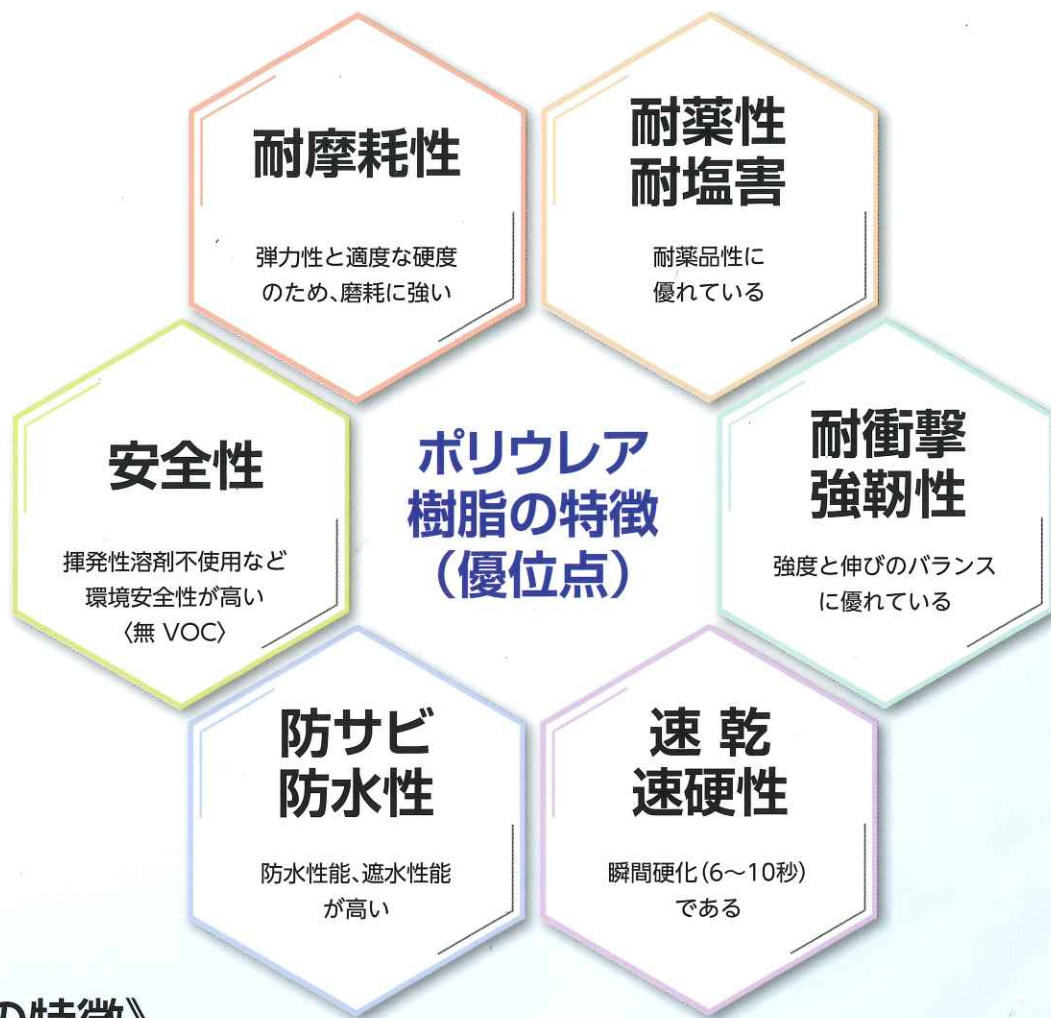 耐摩耗性
弾力性と適度な硬度
のため、磨耗に強い
耐薬性
耐塩害
耐薬品性に
優れている
安全性
揮発性溶剤不使用など
環境安全性が高い
〈無 VOC〉
ポリウレア
樹脂の特徴
（優位点）
耐衝撃
強靭性
強度と伸びのバランス
に優れている
防サビ
防水性
防水性能、遮水性能
が高い
速 乾
速硬性
瞬間硬化（6〜10秒）
である
の特徴》